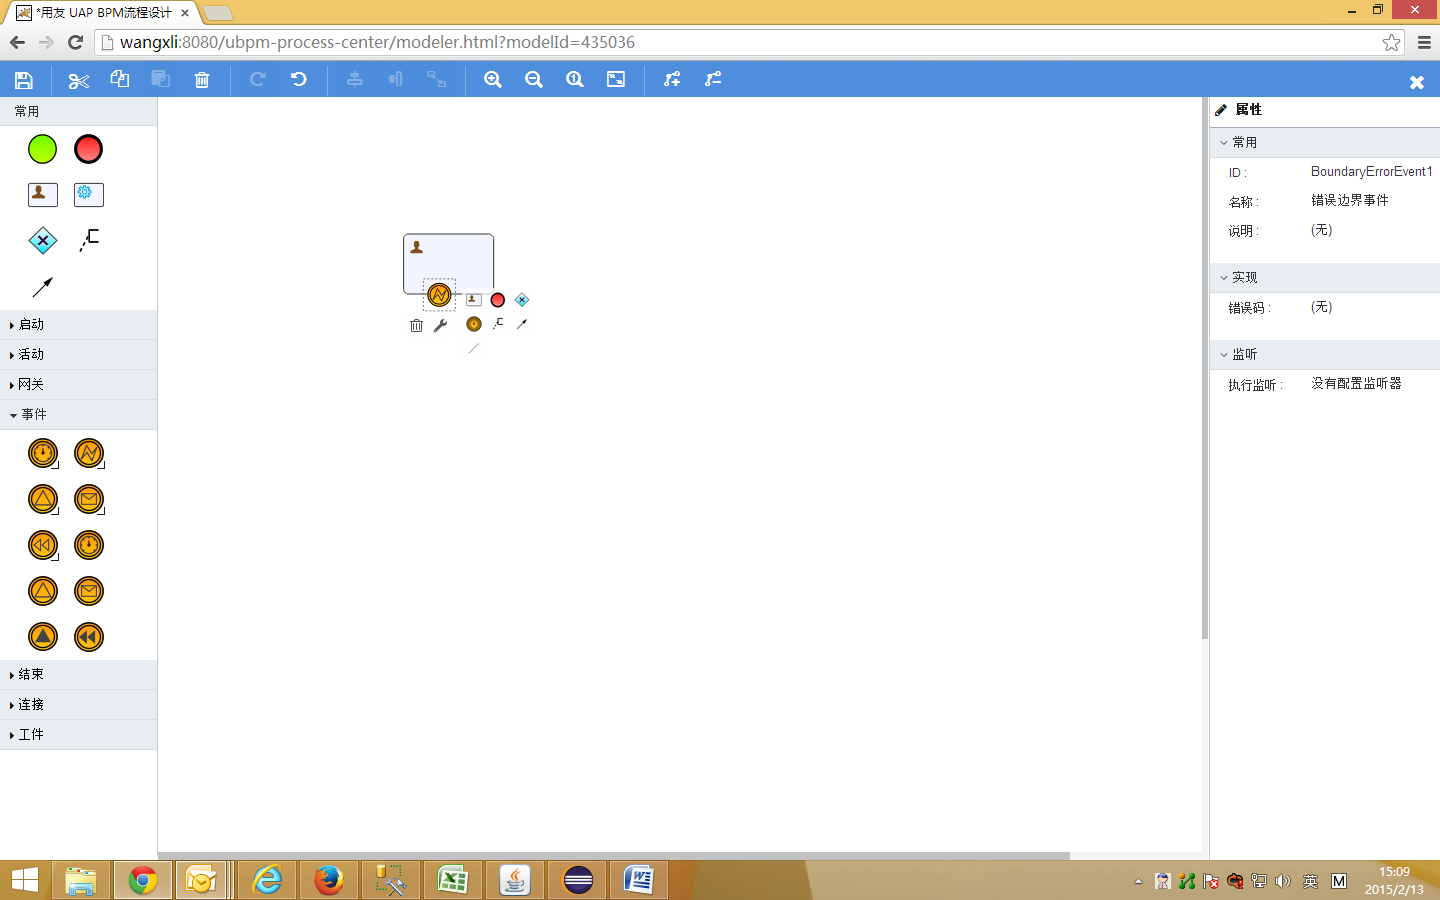 *用友 UAP BPM流程设计
wangxli:8080/ubpm-process-center/modeler.html?modelId=435036
常用
启动
活动
网关
事件
结束
连接
工件
属性
常用
ID : BoundaryErrorEvent1
名称 : 错误边界事件
说明 : (无)
实现
错误码 : (无)
监听
执行监听 : 没有配置监听器
英 M
15:09
2015/2/13